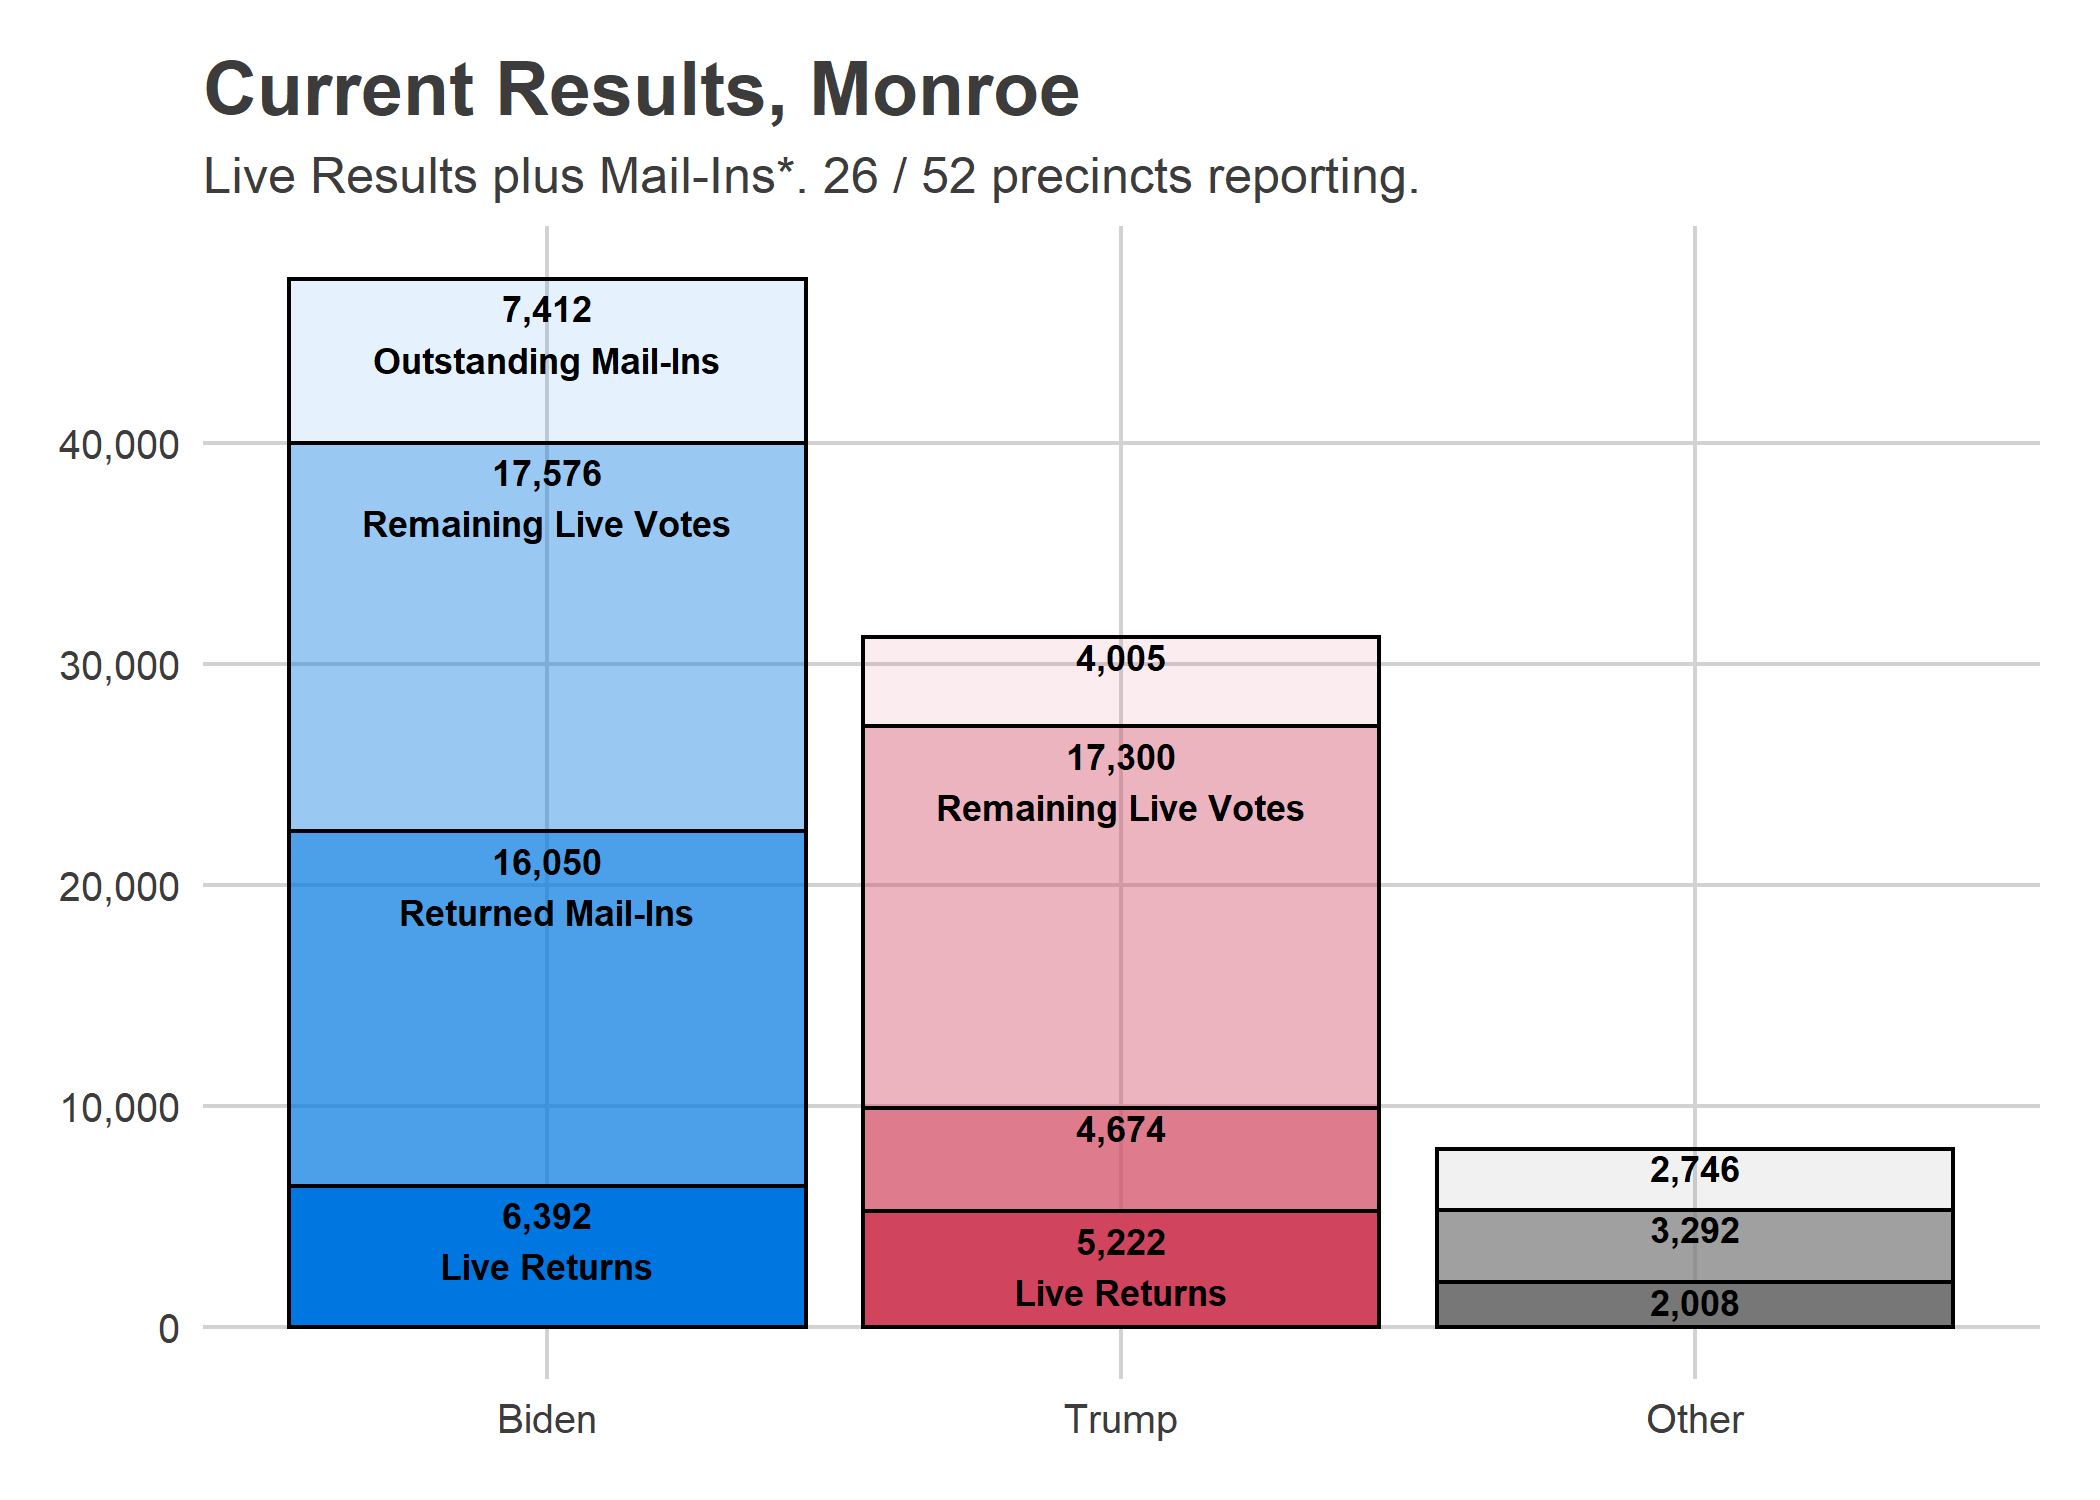 Current Results, Monroe
Live Results plus Mail-Ins*. 26 / 52 precincts reporting.
7,412
Outstanding Mail-Ins
40,000
17,576
Remaining Live Votes
30,000
4,005
17,300
Remaining Live Votes
16,050
20,000
Returned Mail-Ins
10,000
4,674
2,746
6,392
5,222
3,292
Live Returns
Live Returns
2,008
0
Biden
Trump
Other